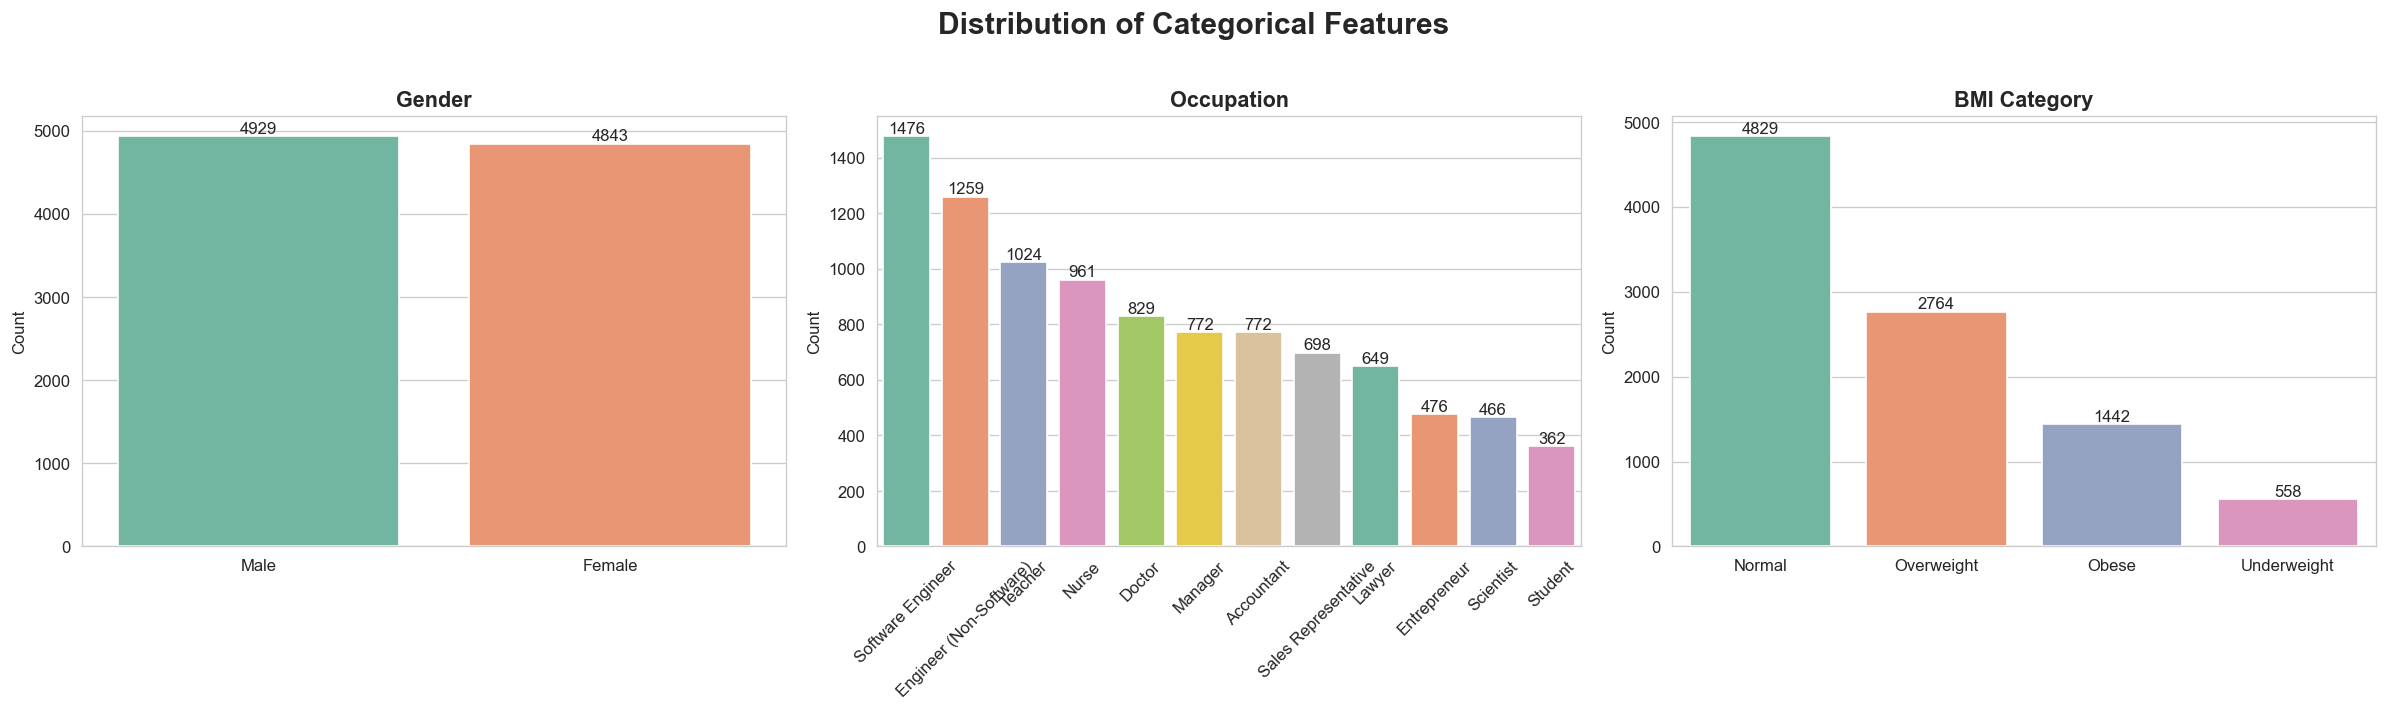 Distribution of Categorical Features
Gender
Count
5000
4000
3000
2000
1000
0
4929
4843
Male
Female
Occupation
Count
1400
1200
1000
800
600
400
200
0
1476
1259
1024
961
829
772
772
698
649
476
466
362
Software Engineer
Engineer (Non-Software)
Teacher
Nurse
Doctor
Manager
Accountant
Sales Representative
Lawyer
Entrepreneur
Scientist
Student
BMI Category
Count
5000
4000
3000
2000
1000
0
4829
2764
1442
558
Normal
Overweight
Obese
Underweight